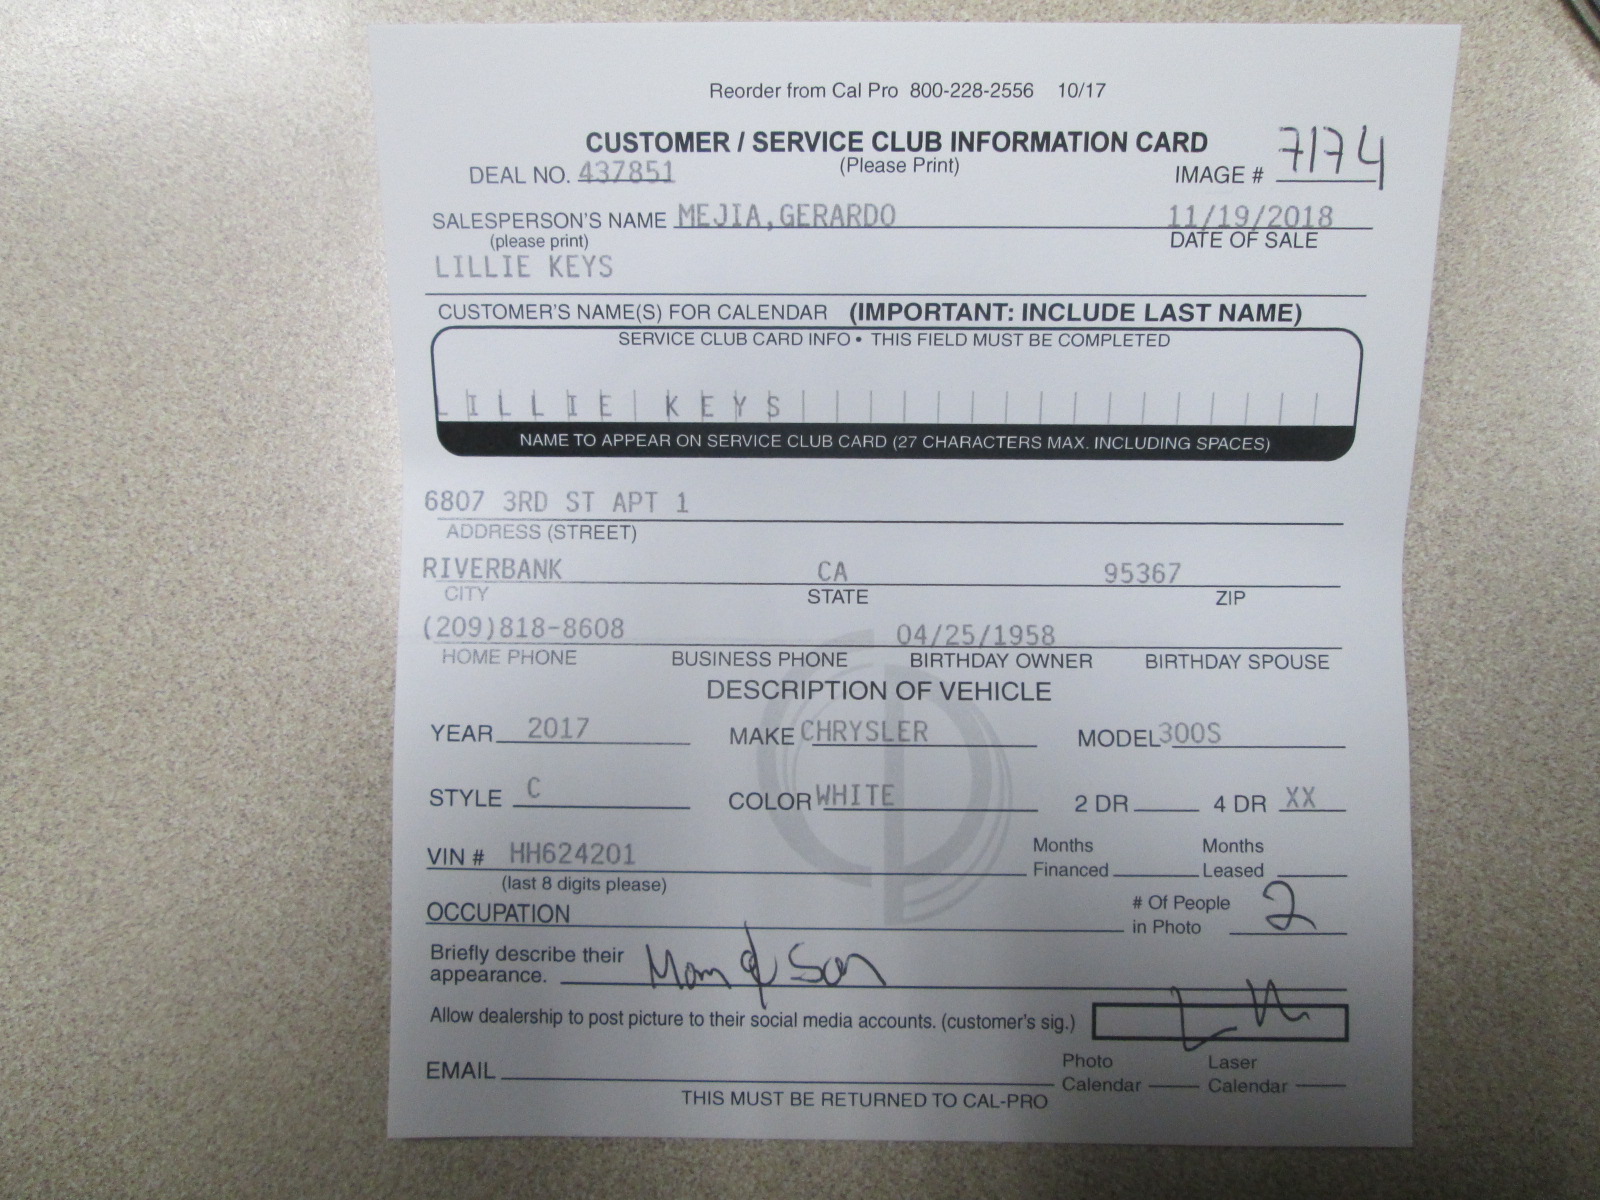 Reorder from Cal Pro 800-228-2556 10/17
CUSTOMER / SERVICE CLUB INFORMATION CARD
(Please Print)
DEAL NO. 437851
IMAGE # 7174
SALESPERSON'S NAME MEJIA,GERARDO 11/19/2018
(please print) DATE OF SALE
LILLIE KEYS
CUSTOMER'S NAME(S) FOR CALENDAR (IMPORTANT: INCLUDE LAST NAME)
SERVICE CLUB CARD INFO • THIS FIELD MUST BE COMPLETED
LILLIE KEYS
NAME TO APPEAR ON SERVICE CLUB CARD (27 CHARACTERS MAX. INCLUDING SPACES)
6807 3RD ST APT 1
ADDRESS (STREET)
RIVERBANK CA 95367
CITY STATE ZIP
(209)818-8608 04/25/1958
HOME PHONE BUSINESS PHONE BIRTHDAY OWNER BIRTHDAY SPOUSE
DESCRIPTION OF VEHICLE
YEAR 2017 MAKE CHRYSLER MODEL 300S
STYLE C COLOR WHITE 2 DR 4 DR XX
VIN # HH624201 Months Financed Months Leased
(last 8 digits please)
OCCUPATION # Of People in Photo 2
Briefly describe their appearance. Mom & Son
Allow dealership to post picture to their social media accounts. (customer's sig.)
EMAIL Photo Calendar Laser Calendar
THIS MUST BE RETURNED TO CAL-PRO